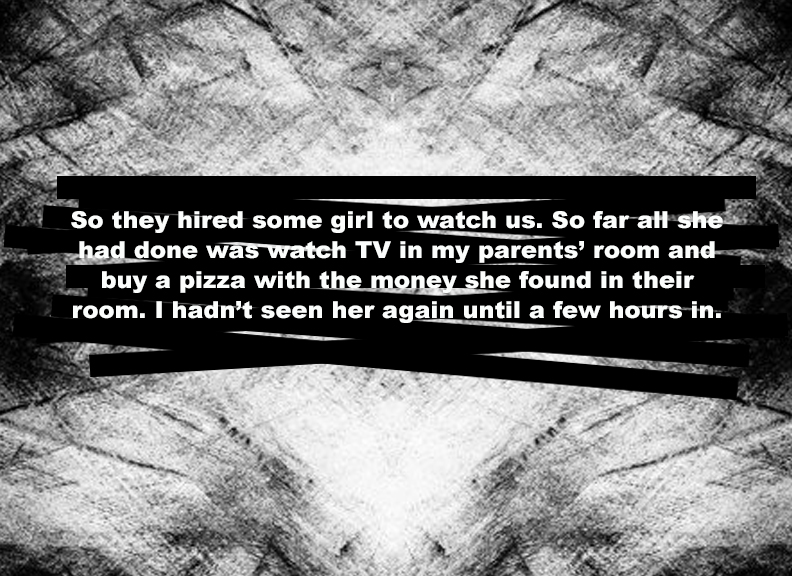 So they hired some girl to watch us. So far all she
had done was watch TV in my parents’ room and
buy a pizza with the money she found in their
room. I hadn’t seen her again until a few hours in.